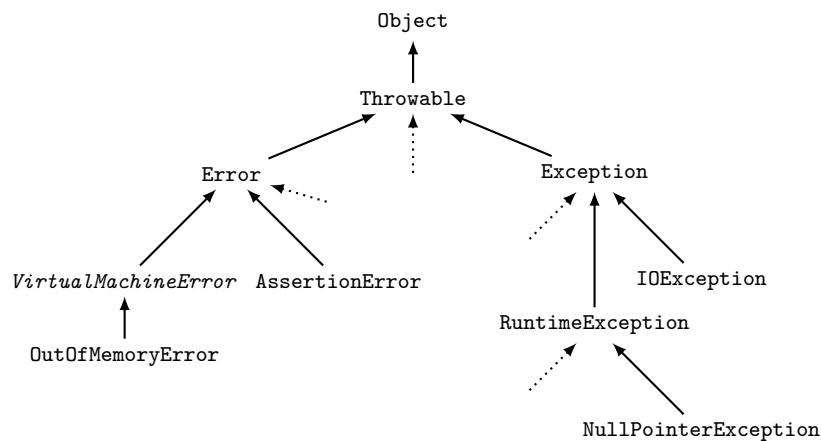 Object
Throwable
Error
Exception
VirtualMachineError
AssertionError
IOException
RuntimeException
OutOfMemoryError
NullPointerException